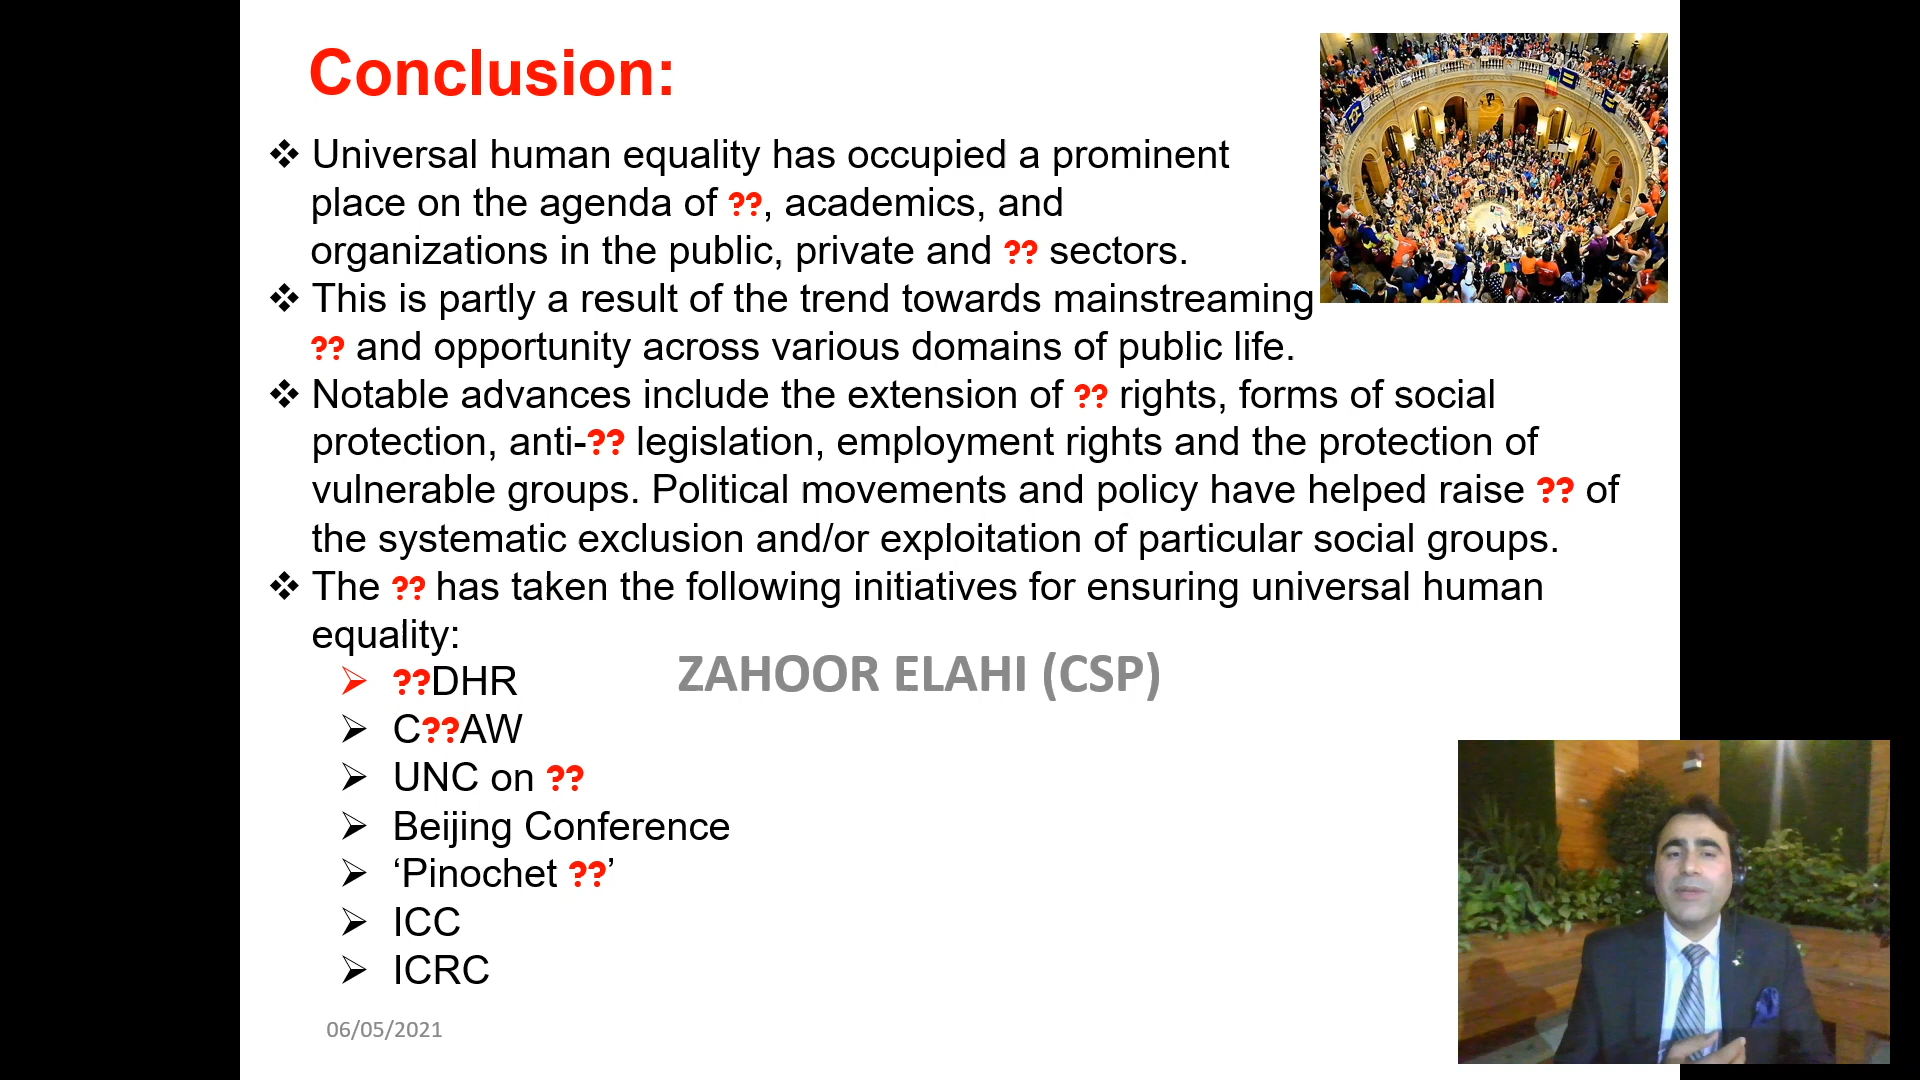 Conclusion:
❖ Universal human equality has occupied a prominent
place on the agenda of ??, academics, and
organizations in the public, private and ?? sectors.
❖ This is partly a result of the trend towards mainstreaming
?? and opportunity across various domains of public life.
❖ Notable advances include the extension of ?? rights, forms of social
protection, anti-?? legislation, employment rights and the protection of
vulnerable groups. Political movements and policy have helped raise ?? of
the systematic exclusion and/or exploitation of particular social groups.
❖ The ?? has taken the following initiatives for ensuring universal human
equality:
➢ ??DHR
ZAHOOR ELAHI (CSP)
➢ C??AW
➢ UNC on ??
➢ Beijing Conference
➢ ‘Pinochet ??’
➢ ICC
➢ ICRC
06/05/2021